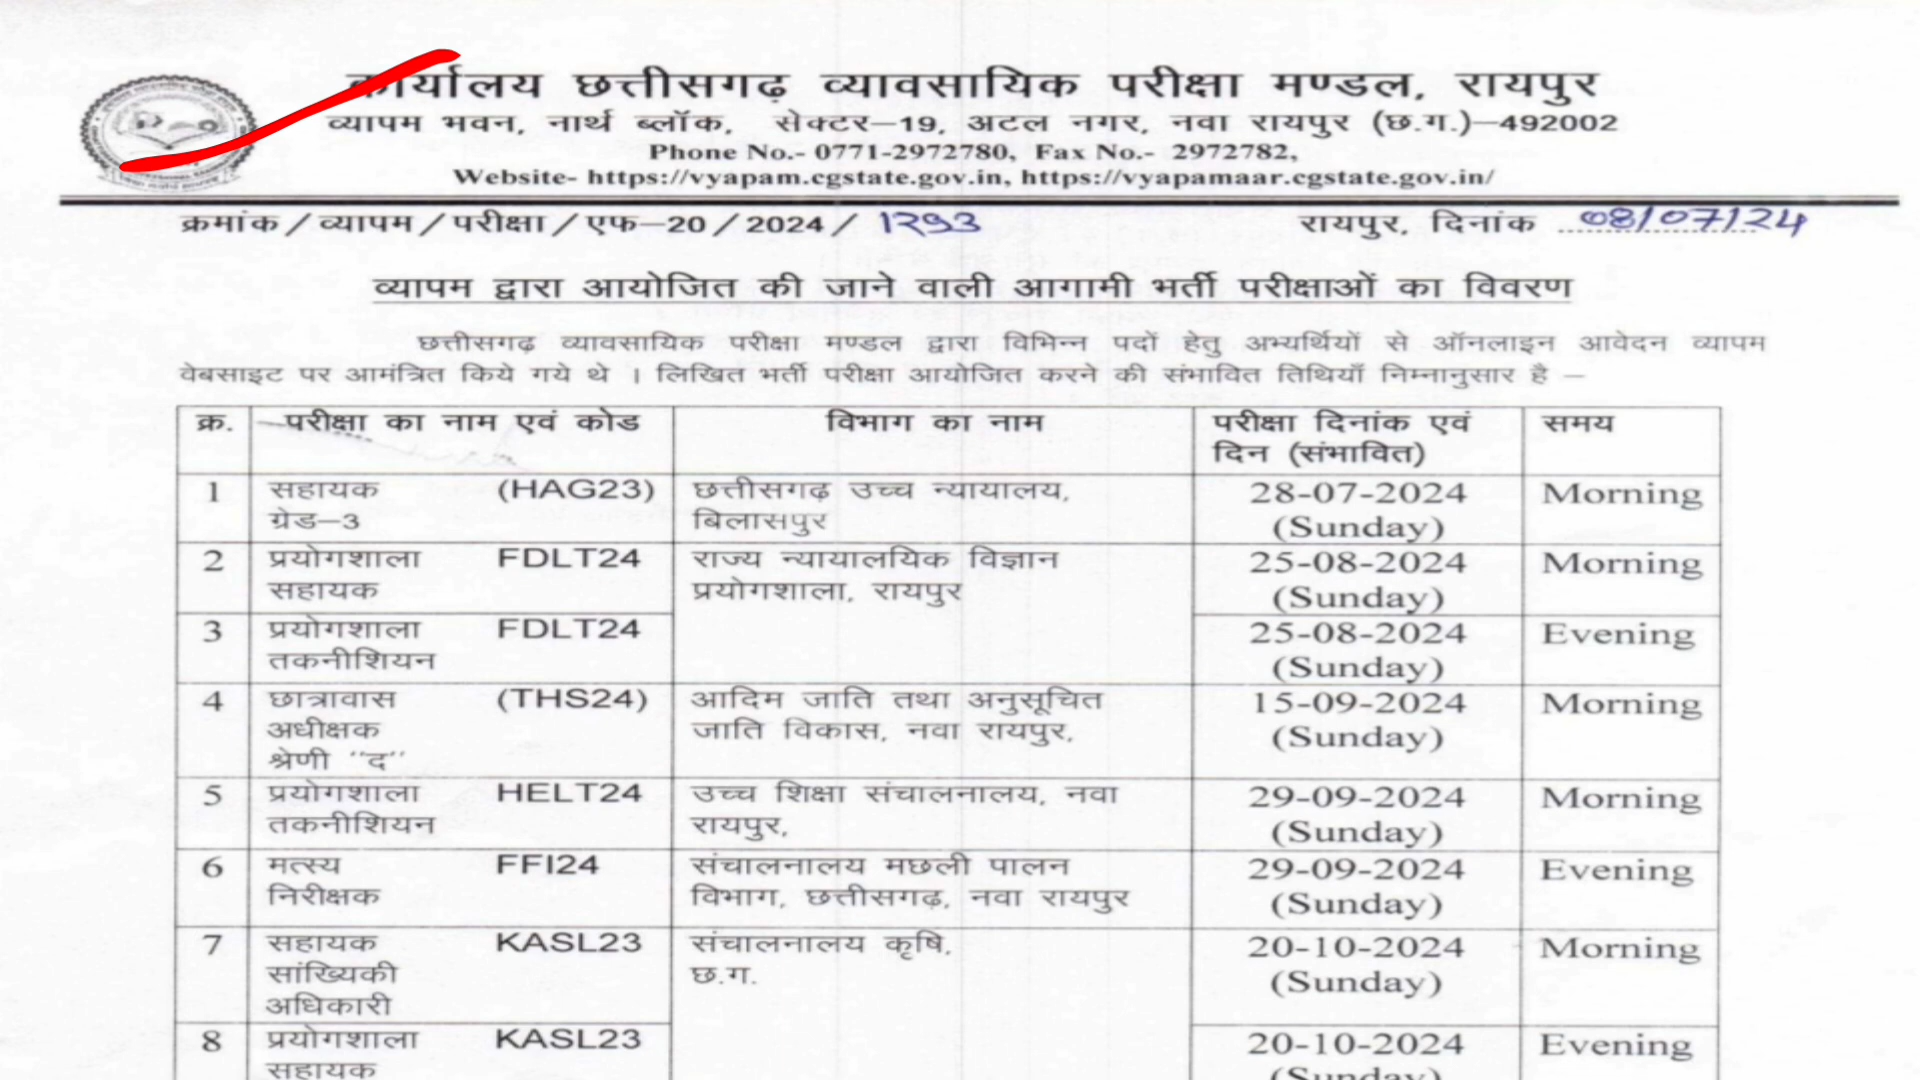 कार्यालय छत्तीसगढ़ व्यावसायिक परीक्षा मण्डल, रायपुर
व्यापम भवन, नार्थ ब्लॉक, सेक्टर–19, अटल नगर, नवा रायपुर (छ.ग.)–492002
Phone No.- 0771-2972780, Fax No.- 2972782,
Website- https://vyapam.cgstate.gov.in, https://vyapamaar.cgstate.gov.in/
क्रमांक/व्यापम/परीक्षा/एफ–20/2024/ 1293 रायपुर, दिनांक 08/07/24
व्यापम द्वारा आयोजित की जाने वाली आगामी भर्ती परीक्षाओं का विवरण
छत्तीसगढ़ व्यावसायिक परीक्षा मण्डल द्वारा विभिन्न पदों हेतु अभ्यर्थियों से ऑनलाइन आवेदन व्यापम
वेबसाइट पर आमंत्रित किये गये थे । लिखित भर्ती परीक्षा आयोजित करने की संभावित तिथियाँ निम्नानुसार है –
क्र. परीक्षा का नाम एवं कोड विभाग का नाम परीक्षा दिनांक एवं समय
दिन (संभावित)
1 सहायक (HAG23) छत्तीसगढ़ उच्च न्यायालय, 28-07-2024 Morning
ग्रेड–3 बिलासपुर (Sunday)
2 प्रयोगशाला FDLT24 राज्य न्यायालयिक विज्ञान 25-08-2024 Morning
सहायक प्रयोगशाला, रायपुर (Sunday)
3 प्रयोगशाला FDLT24 25-08-2024 Evening
तकनीशियन (Sunday)
4 छात्रावास (THS24) आदिम जाति तथा अनुसूचित 15-09-2024 Morning
अधीक्षक जाति विकास, नवा रायपुर, (Sunday)
श्रेणी "द"
5 प्रयोगशाला HELT24 उच्च शिक्षा संचालनालय, नवा 29-09-2024 Morning
तकनीशियन रायपुर, (Sunday)
6 मत्स्य FFI24 संचालनालय मछली पालन 29-09-2024 Evening
निरीक्षक विभाग, छत्तीसगढ़, नवा रायपुर (Sunday)
7 सहायक KASL23 संचालनालय कृषि, 20-10-2024 Morning
सांख्यिकी छ.ग. (Sunday)
अधिकारी
8 प्रयोगशाला KASL23 20-10-2024 Evening
सहायक (Sunday)